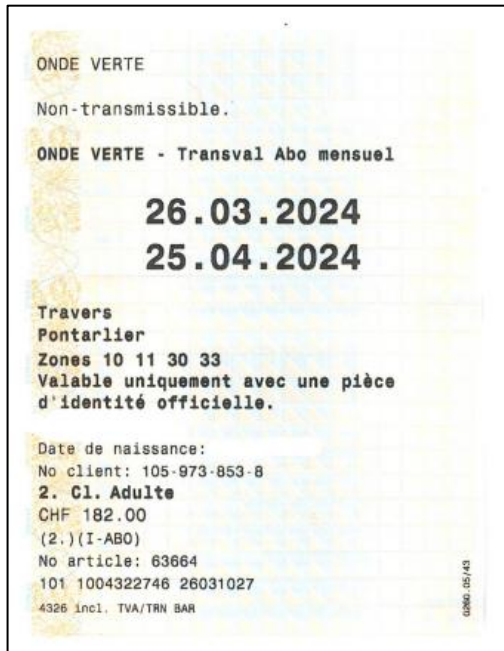 ONDE VERTE
Non-transmissible.
ONDE VERTE - Transval Abo mensuel
26.03.2024
25.04.2024
Travers
Pontarlier
Zones 10 11 30 33
Valable uniquement avec une pièce
d'identité officielle.
Date de naissance:
No client: 105-973-853-8
2. Cl. Adulte
CHF 182.00
(2.)(I-ABO)
No article: 63664
101 1004322746 26031027
4326 incl. TVA/TRN BAR
0260.05/43